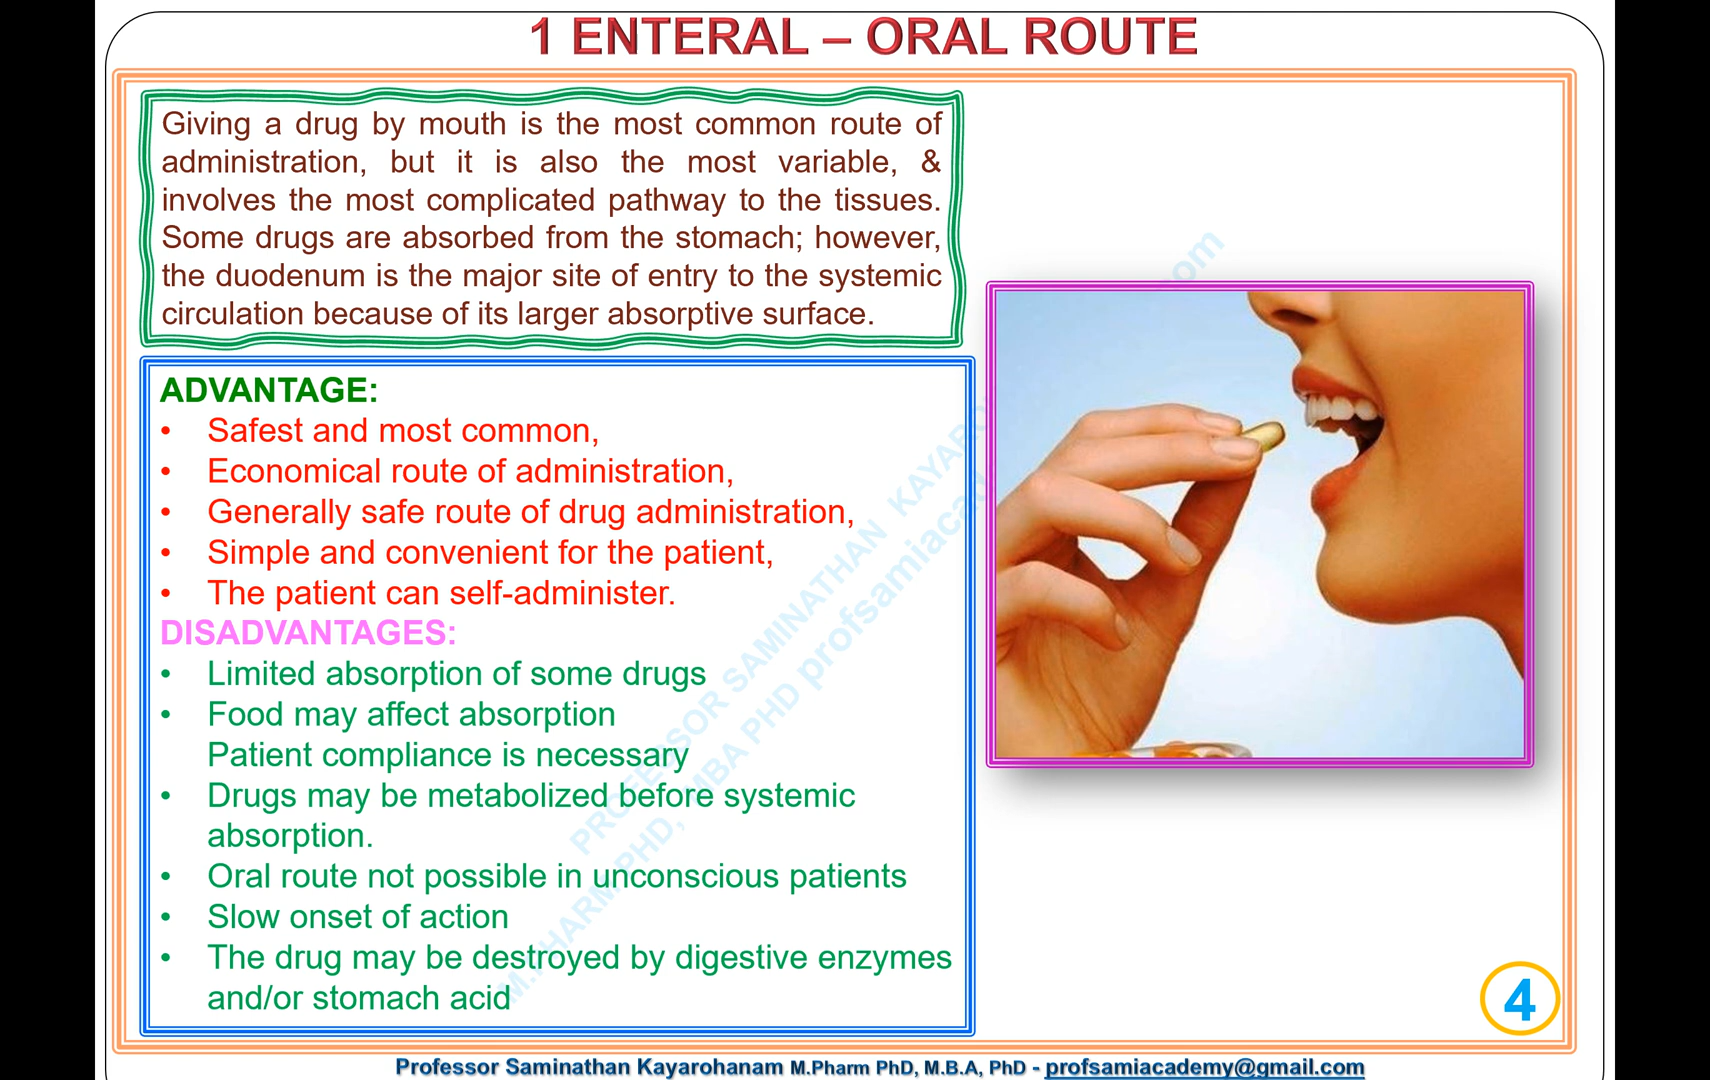 1 ENTERAL – ORAL ROUTE
Giving a drug by mouth is the most common route of
administration, but it is also the most variable, &
involves the most complicated pathway to the tissues.
Some drugs are absorbed from the stomach; however,
the duodenum is the major site of entry to the systemic
circulation because of its larger absorptive surface.
ADVANTAGE:
• Safest and most common,
• Economical route of administration,
• Generally safe route of drug administration,
• Simple and convenient for the patient,
• The patient can self-administer.
DISADVANTAGES:
• Limited absorption of some drugs
• Food may affect absorption
Patient compliance is necessary
• Drugs may be metabolized before systemic
absorption.
• Oral route not possible in unconscious patients
• Slow onset of action
• The drug may be destroyed by digestive enzymes
and/or stomach acid
PROFESSOR SAMINATHAN
MBA PHD
4
Professor Saminathan Kayarohanam M.Pharm PhD, M.B.A, PhD - profsamiacademy@gmail.com